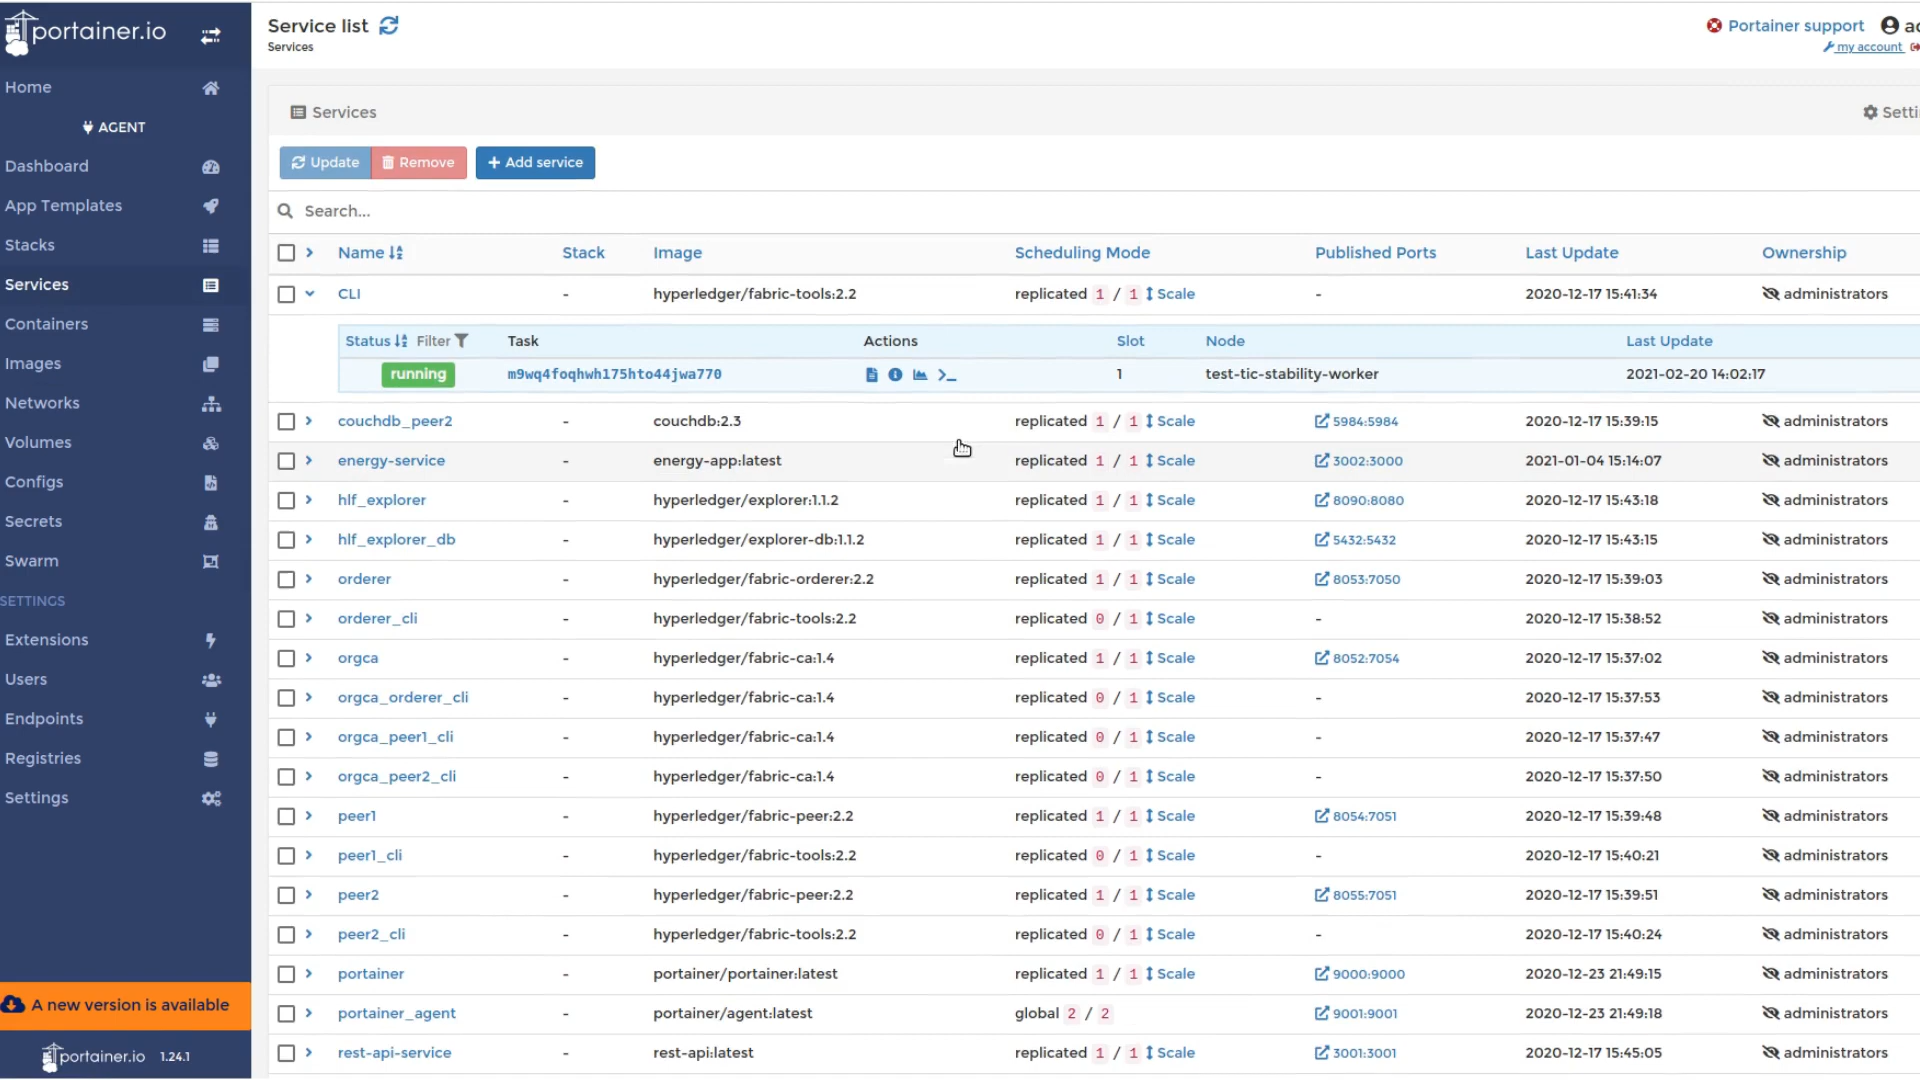 portainer.io
Service list
Services
Portainer support
my account
Home
AGENT
Dashboard
App Templates
Stacks
Services
Containers
Images
Networks
Volumes
Configs
Secrets
Swarm
SETTINGS
Extensions
Users
Endpoints
Registries
Settings
A new version is available
portainer.io 1.24.1
Services
Update Remove + Add service
Search...
Name Stack Image Scheduling Mode Published Ports Last Update Ownership
CLI - hyperledger/fabric-tools:2.2 replicated 1 / 1 Scale - 2020-12-17 15:41:34 administrators
Status Filter Task Actions Slot Node Last Update
running m9wq4foqhwh175hto44jwa770 >_ 1 test-tic-stability-worker 2021-02-20 14:02:17
couchdb_peer2 - couchdb:2.3 replicated 1 / 1 Scale 5984:5984 2020-12-17 15:39:15 administrators
energy-service - energy-app:latest replicated 1 / 1 Scale 3002:3000 2021-01-04 15:14:07 administrators
hlf_explorer - hyperledger/explorer:1.1.2 replicated 1 / 1 Scale 8090:8080 2020-12-17 15:43:18 administrators
hlf_explorer_db - hyperledger/explorer-db:1.1.2 replicated 1 / 1 Scale 5432:5432 2020-12-17 15:43:15 administrators
orderer - hyperledger/fabric-orderer:2.2 replicated 1 / 1 Scale 8053:7050 2020-12-17 15:39:03 administrators
orderer_cli - hyperledger/fabric-tools:2.2 replicated 0 / 1 Scale - 2020-12-17 15:38:52 administrators
orgca - hyperledger/fabric-ca:1.4 replicated 1 / 1 Scale 8052:7054 2020-12-17 15:37:02 administrators
orgca_orderer_cli - hyperledger/fabric-ca:1.4 replicated 0 / 1 Scale - 2020-12-17 15:37:53 administrators
orgca_peer1_cli - hyperledger/fabric-ca:1.4 replicated 0 / 1 Scale - 2020-12-17 15:37:47 administrators
orgca_peer2_cli - hyperledger/fabric-ca:1.4 replicated 0 / 1 Scale - 2020-12-17 15:37:50 administrators
peer1 - hyperledger/fabric-peer:2.2 replicated 1 / 1 Scale 8054:7051 2020-12-17 15:39:48 administrators
peer1_cli - hyperledger/fabric-tools:2.2 replicated 0 / 1 Scale - 2020-12-17 15:40:21 administrators
peer2 - hyperledger/fabric-peer:2.2 replicated 1 / 1 Scale 8055:7051 2020-12-17 15:39:51 administrators
peer2_cli - hyperledger/fabric-tools:2.2 replicated 0 / 1 Scale - 2020-12-17 15:40:24 administrators
portainer - portainer/portainer:latest replicated 1 / 1 Scale 9000:9000 2020-12-23 21:49:15 administrators
portainer_agent - portainer/agent:latest global 2 / 2 9001:9001 2020-12-23 21:49:18 administrators
rest-api-service - rest-api:latest replicated 1 / 1 Scale 3001:3001 2020-12-17 15:45:05 administrators